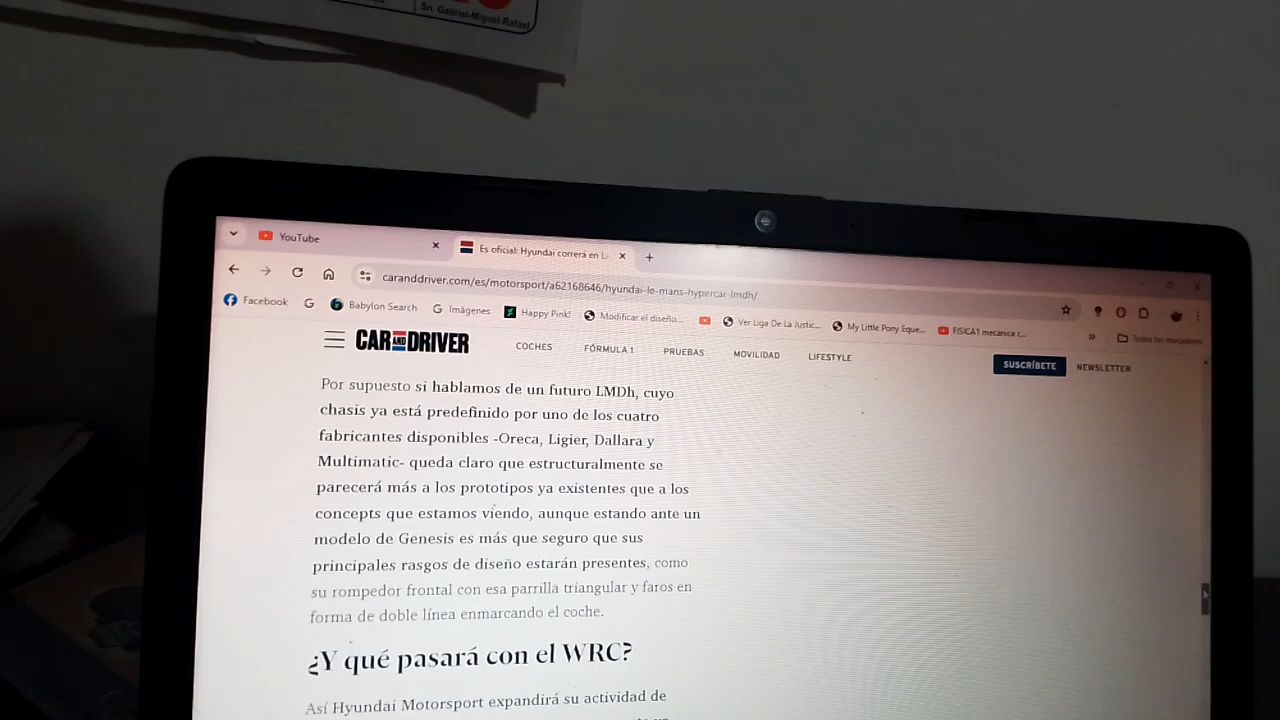 Sn. Gabriel-Miguel-Rafael
YouTube
Es oficial: Hyundai correrá en L
caranddriver.com/es/motorsport/a62168646/hyundai-le-mans-hypercar-lmdh/
Facebook
Babylon Search
Imágenes
Happy Pink!
Modificar el diseño...
Ver Liga De La Justic...
My Little Pony Eque...
FISICA1 mecanica c...
»
Todos los marcadores
CAR AND DRIVER
COCHES
FÓRMULA 1
PRUEBAS
MOVILIDAD
LIFESTYLE
SUSCRÍBETE
NEWSLETTER
Por supuesto si hablamos de un futuro LMDh, cuyo
chasis ya está predefinido por uno de los cuatro
fabricantes disponibles -Oreca, Ligier, Dallara y
Multimatic- queda claro que estructuralmente se
parecerá más a los prototipos ya existentes que a los
concepts que estamos viendo, aunque estando ante un
modelo de Genesis es más que seguro que sus
principales rasgos de diseño estarán presentes, como
su rompedor frontal con esa parrilla triangular y faros en
forma de doble línea enmarcando el coche.
¿Y qué pasará con el WRC?
Así Hyundai Motorsport expandirá su actividad de